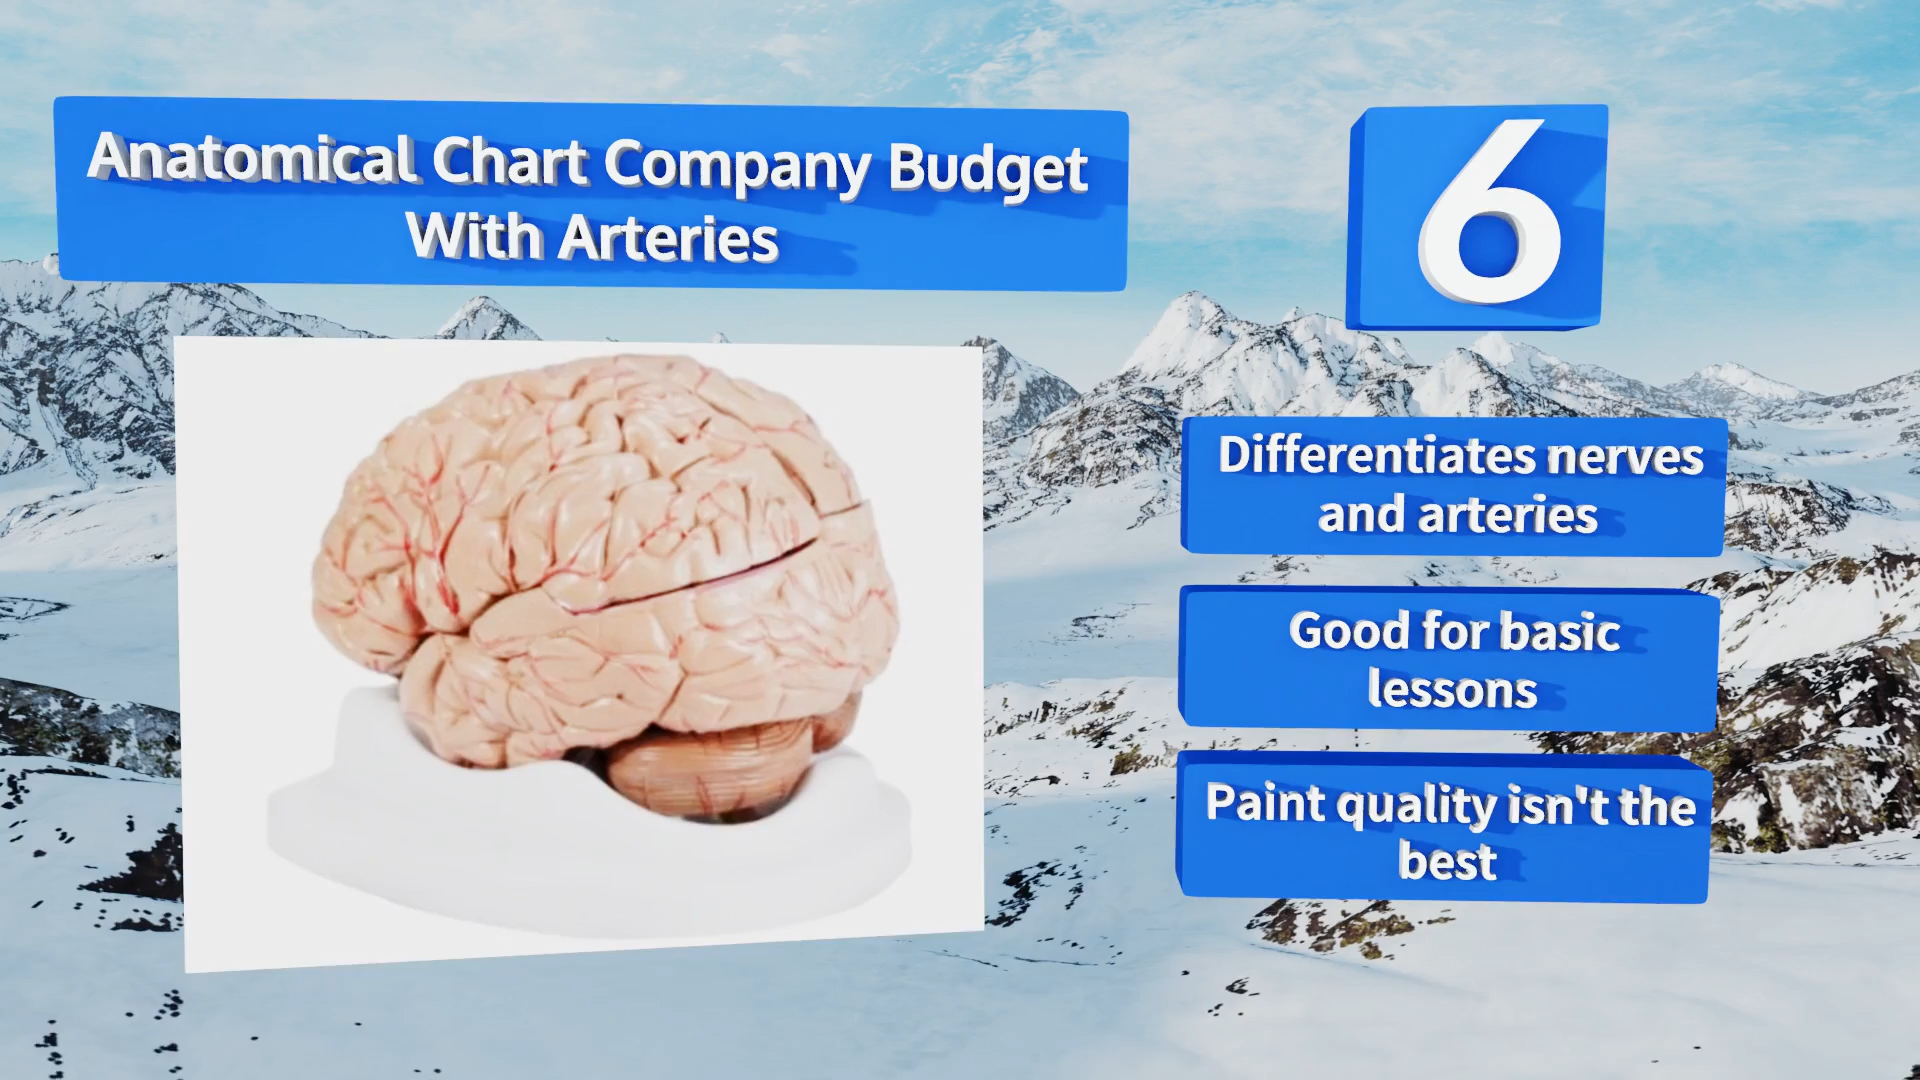 Anatomical Chart Company Budget
With Arteries
6
Differentiates nerves
and arteries
Good for basic
lessons
Paint quality isn't the
best